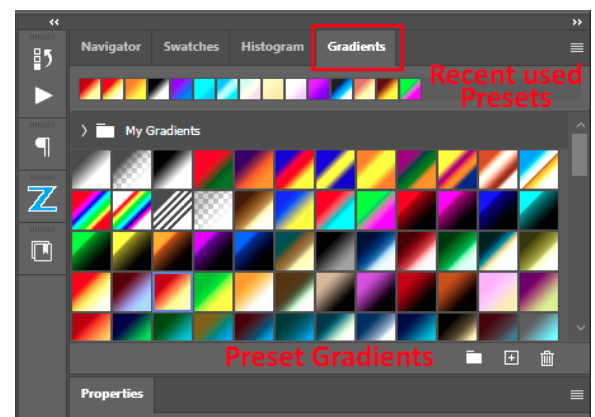 Navigator Swatches Histogram Gradients
Recent used
Presets
My Gradients
Preset Gradients
Properties